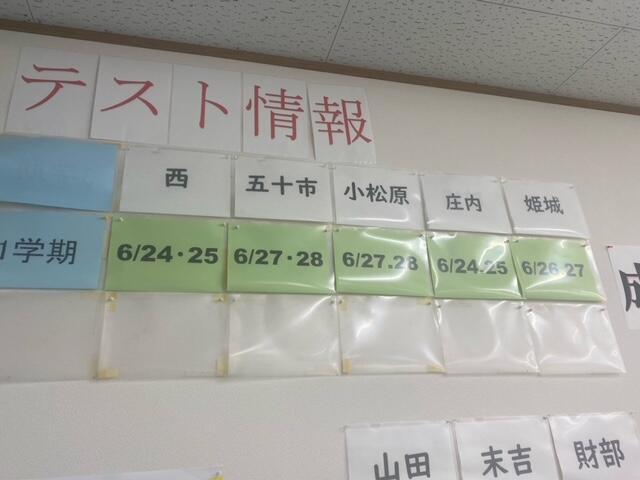 テスト情報
西 五十市 小松原 庄内 姫城
1学期 6/24・25 6/27・28 6/27.28 6/24.25 6/26.27
成
山田 末吉 財部